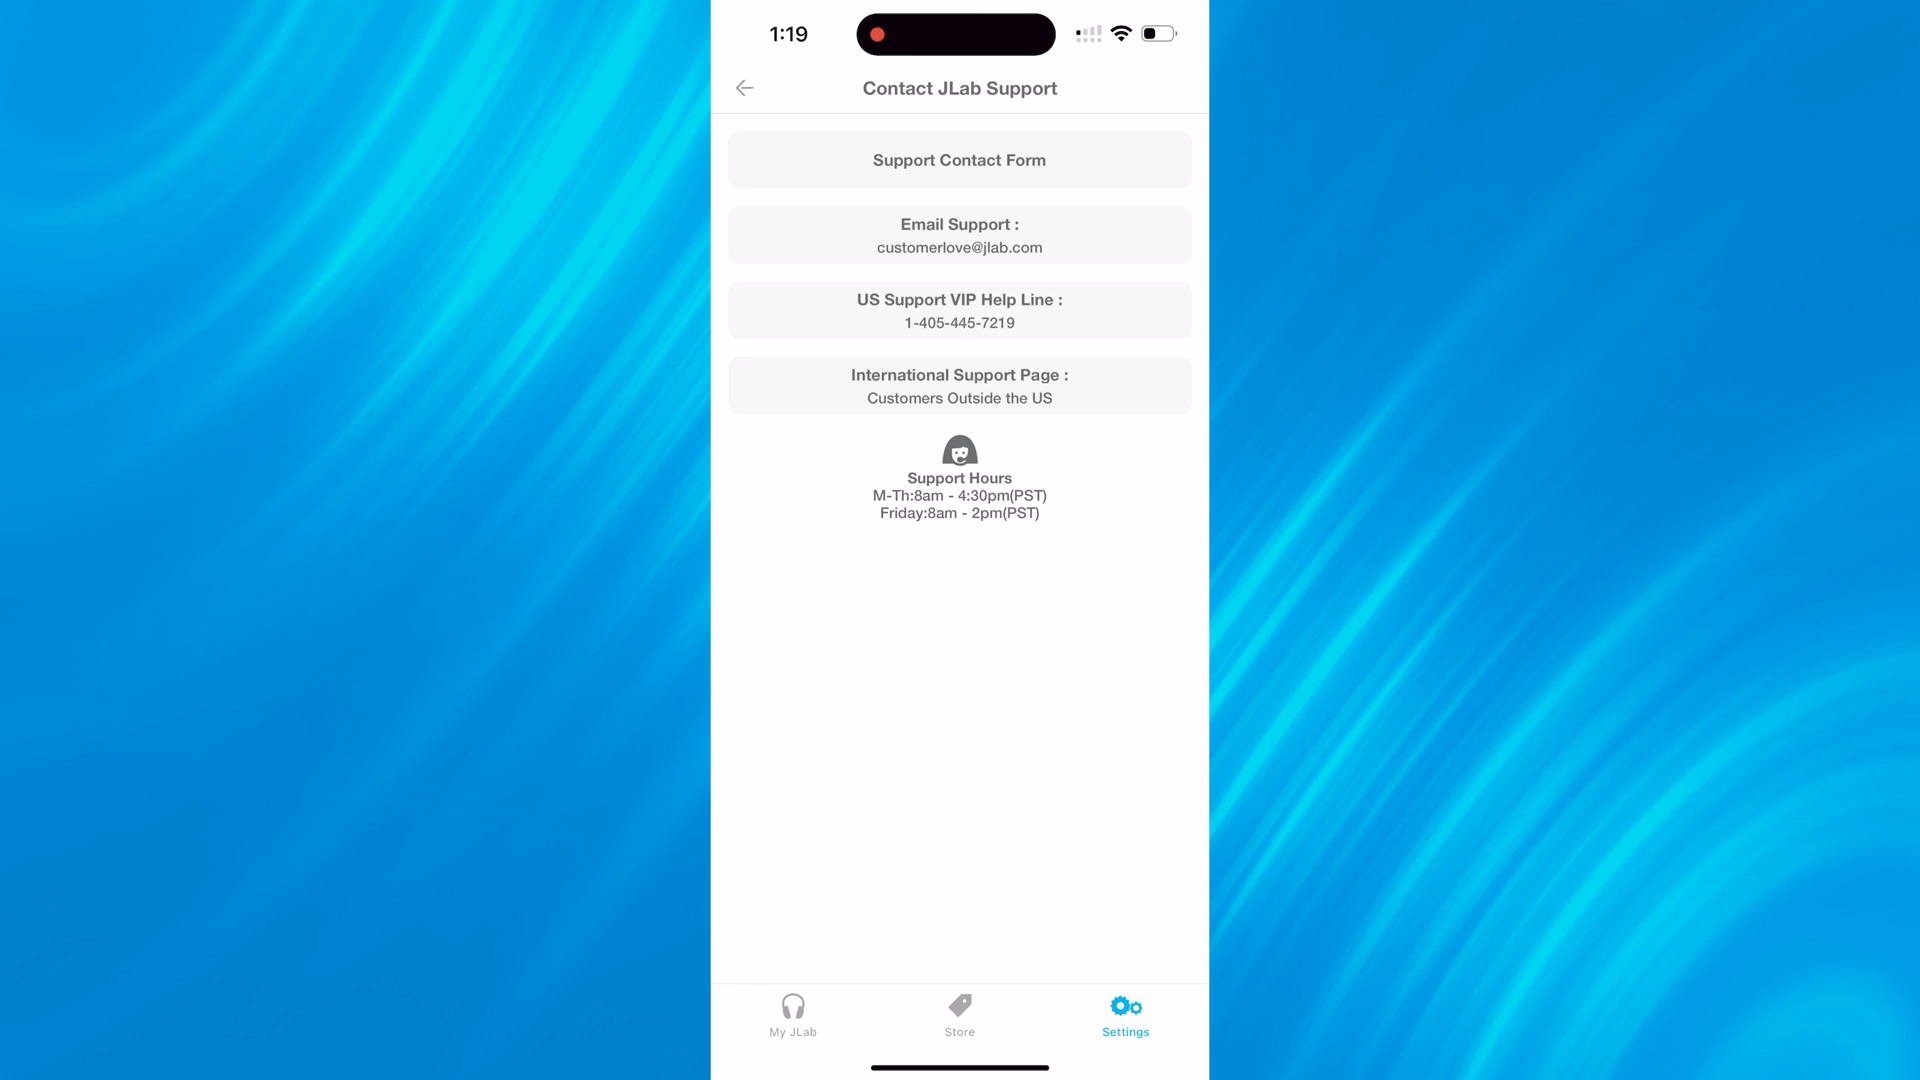 1:19
Contact JLab Support
Support Contact Form
Email Support :
customerlove@jlab.com
US Support VIP Help Line :
1-405-445-7219
International Support Page :
Customers Outside the US
Support Hours
M-Th:8am - 4:30pm(PST)
Friday:8am - 2pm(PST)
My JLab
Store
Settings